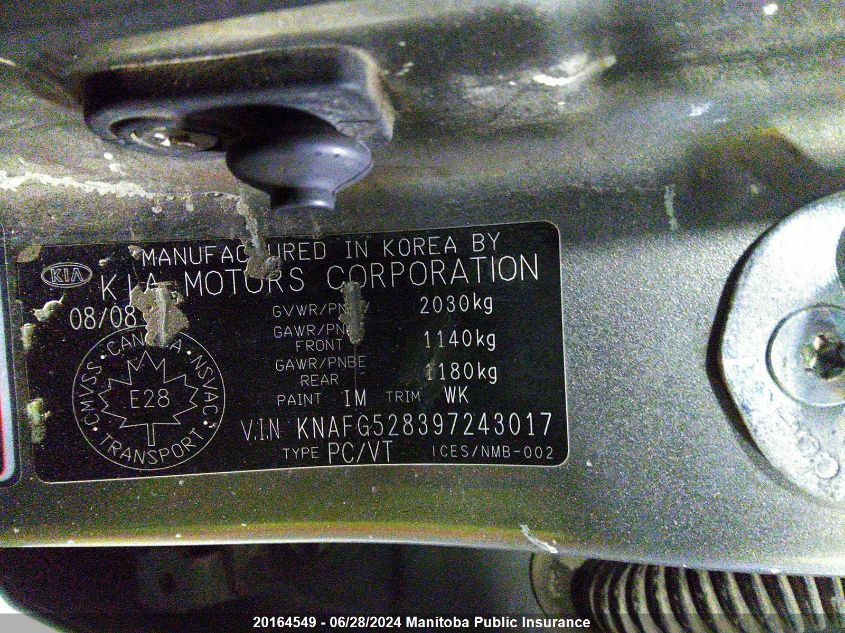 MANUFACTURED IN KOREA BY
KIA
KIA MOTORS CORPORATION
08/08
GVWR/PNBV 2030kg
GAWR/PNBE FRONT 1140kg
GAWR/PNBE REAR 1180kg
PAINT IM TRIM WK
V.I.N KNAFG528397243017
TYPE PC/VT ICES/NMB-002
CMVSS • CANADA • NSVAC • TRANSPORT •
E28
20164549 - 06/28/2024 Manitoba Public Insurance